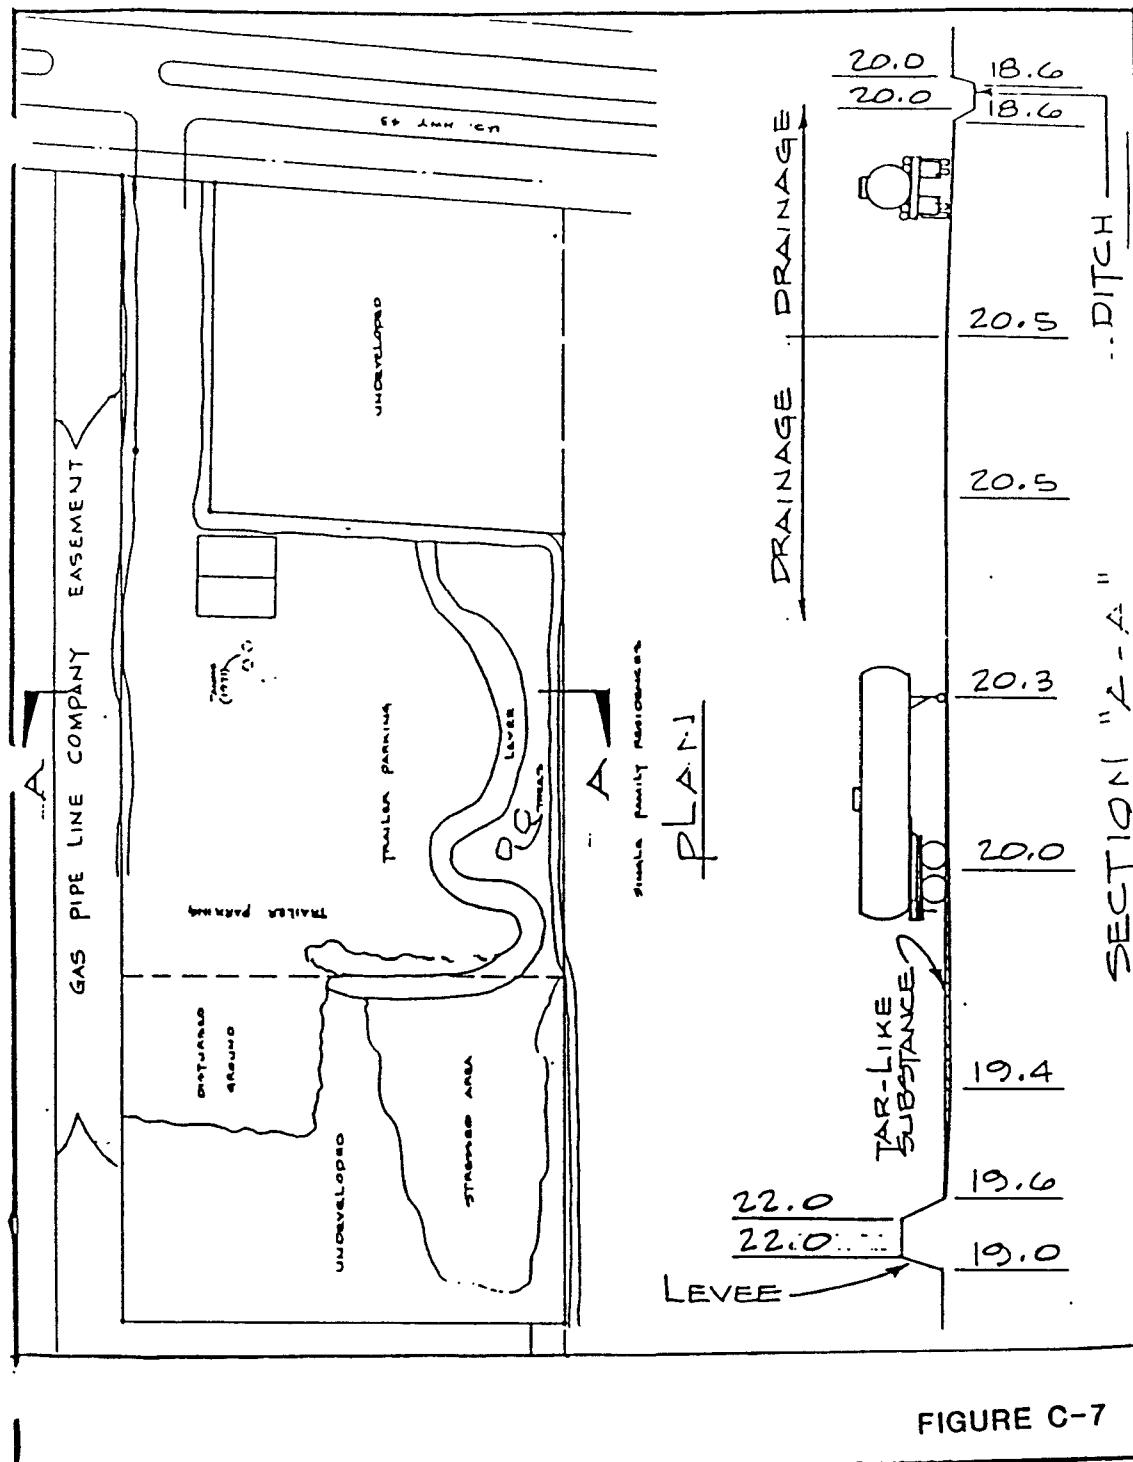 U.S. HWY 43
UNDEVELOPED
GAS PIPE LINE COMPANY EASEMENT
TANKS
(1971)
TRAILER PARKING
LEVEE
TREES
A
A
SINGLE FAMILY RESIDENCES
PLAN
TRAILER PARKING
DISTURBED
GROUND
UNDEVELOPED
STRESSED AREA
20.0
20.0
18.6
18.6
DITCH
DRAINAGE
DRAINAGE
20.5
20.5
20.3
20.0
TAR-LIKE
SUBSTANCE
19.4
19.6
22.0
22.0
19.0
LEVEE
SECTION "A-A"
FIGURE C-7